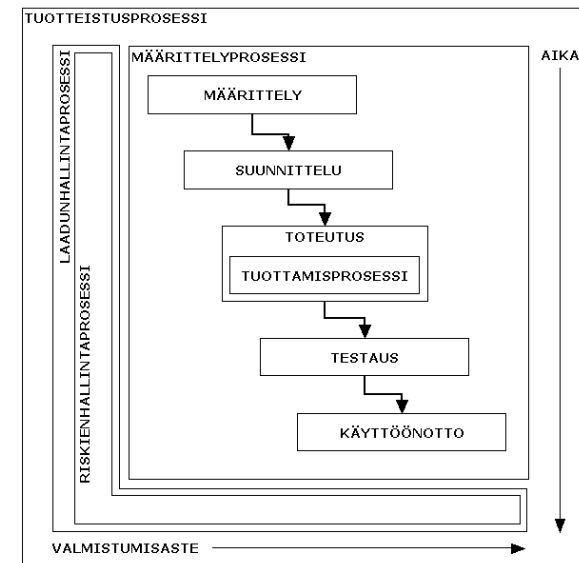 TUOTTEISTUSPROSESSI
LAADUNHALLINTAPROSESSI
RISKIENHALLINTAPROSESSI
MÄÄRITTELYPROSESSI
AIKA
MÄÄRITTELY
SUUNNITTELU
TOTEUTUS
TUOTTAMISPROSESSI
TESTAUS
KÄYTTÖÖNOTTO
VALMISTUMISASTE